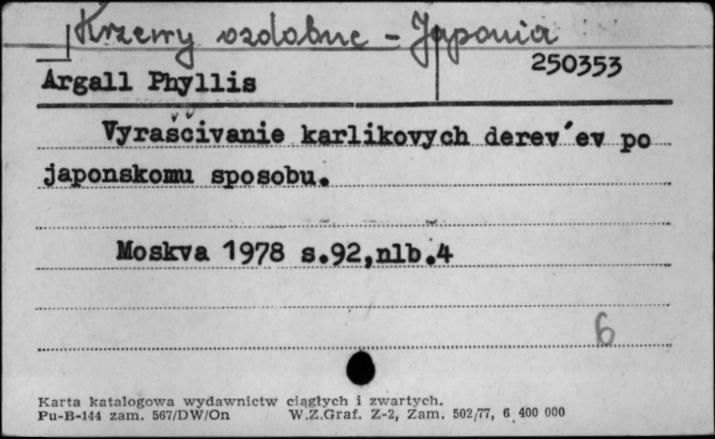 Krzewy ozdobne - Japonia
250353
Argall Phyllis
Vyraščivanie karlikovych derev´ev po
japonskomu sposobu.
Moskva 1978 s.92,nlb.4
6
Karta katalogowa wydawnictw ciągłych i zwartych.
Pu-B-144 zam. 567/DW/On W.Z.Graf. Z-2, Zam. 502/77, 6 400 000